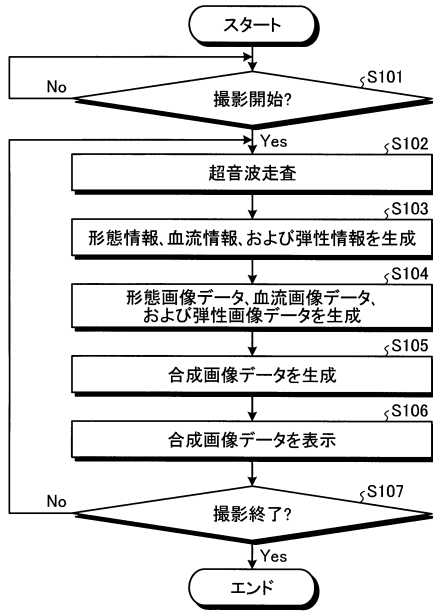 スタート
S101
撮影開始?
No
Yes
S102
超音波走査
S103
形態情報、血流情報、および弾性情報を生成
S104
形態画像データ、血流画像データ、
および弾性画像データを生成
S105
合成画像データを生成
S106
合成画像データを表示
S107
撮影終了?
No
Yes
エンド